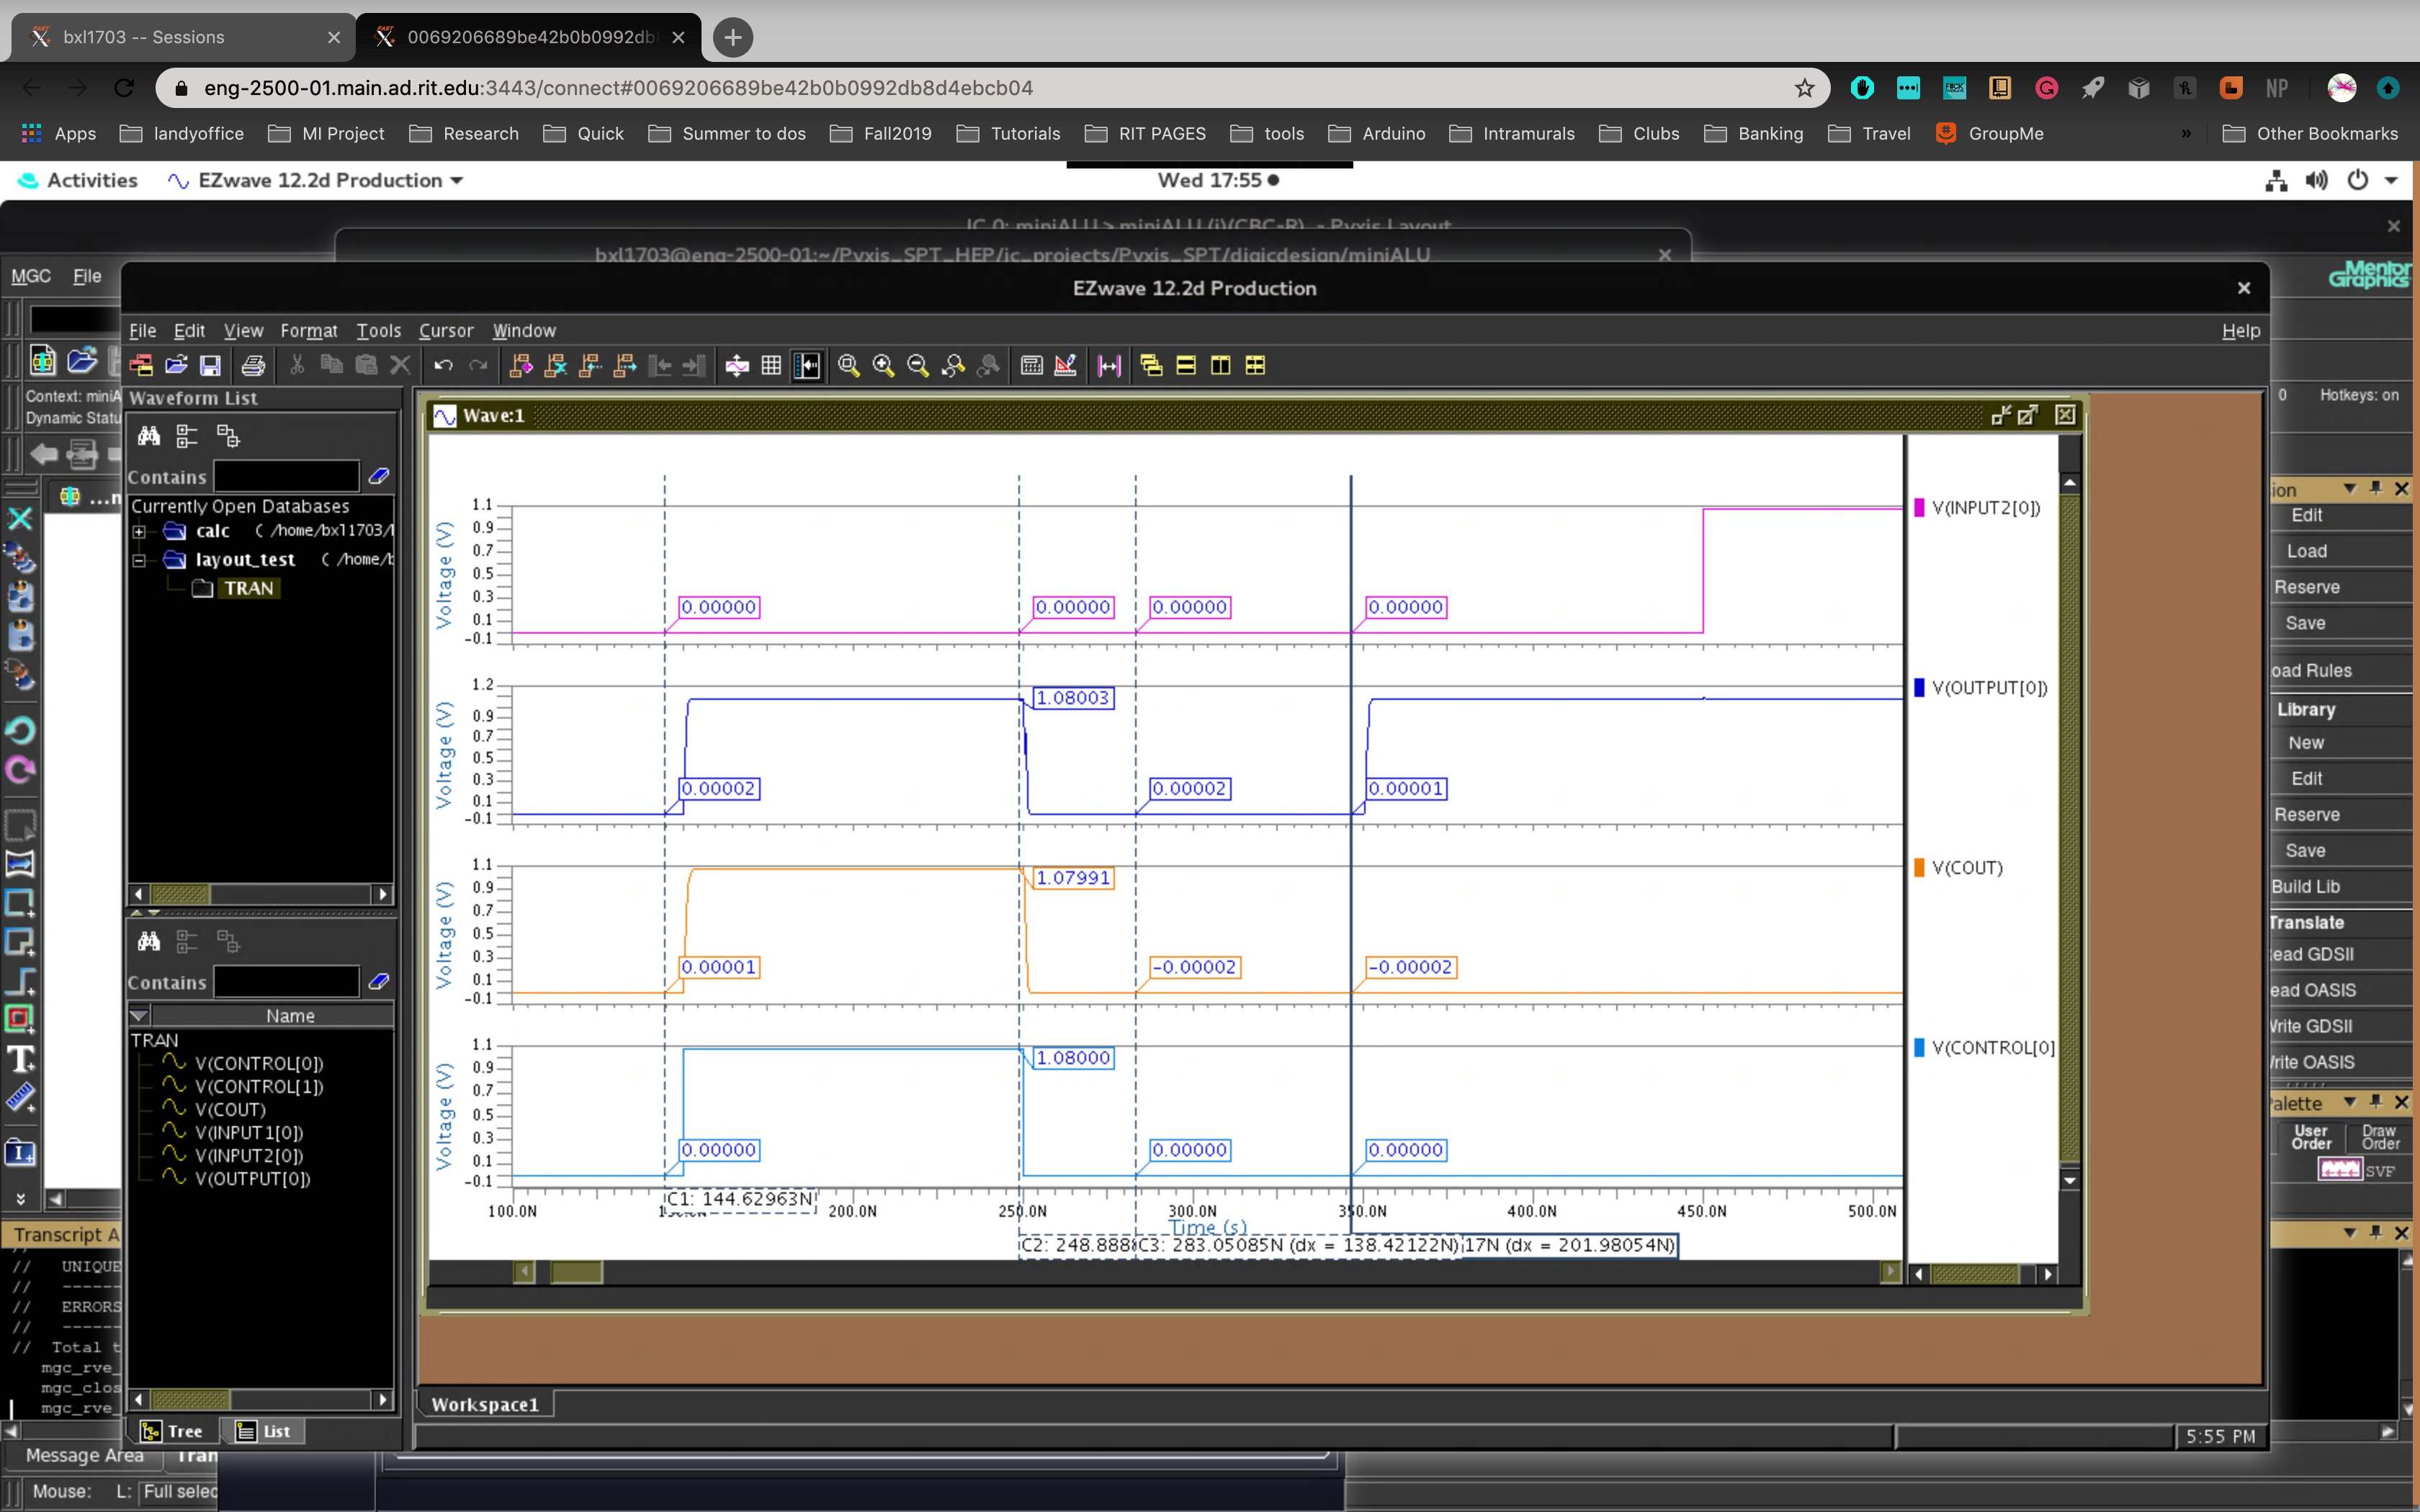 bxl1703 -- Sessions
0069206689be42b0b0992db
eng-2500-01.main.ad.rit.edu:3443/connect#0069206689be42b0b0992db8d4ebcb04
NP
Apps landyoffice MI Project Research Quick Summer to dos Fall2019 Tutorials RIT PAGES tools Arduino Intramurals Clubs Banking Travel GroupMe » Other Bookmarks
Activities EZwave 12.2d Production Wed 17:55
IC 0: miniALU > miniALU (i)(CBC-R) - Pyxis Layout
bxl1703@eng-2500-01:~/Pyxis_SPT_HEP/ic_projects/Pyxis_SPT/digicdesign/miniALU
MGC File
Mentor
Graphics
EZwave 12.2d Production
File Edit View Format Tools Cursor Window Help
Context: miniA
Dynamic Statu
0 Hotkeys: on
Waveform List
Contains
Currently Open Databases
calc ( /home/bxl1703/
layout_test ( /home/b
TRAN
Contains
Name
TRAN
V(CONTROL[0])
V(CONTROL[1])
V(COUT)
V(INPUT1[0])
V(INPUT2[0])
V(OUTPUT[0])
Tree List
Wave:1
Voltage (V)
1.1
0.9
0.7
0.5
0.3
0.1
-0.1
0.00000 0.00000 0.00000 0.00000
V(INPUT2[0])
Voltage (V)
1.2
0.9
0.7
0.5
0.3
0.1
-0.1
1.08003
0.00002 0.00002 0.00001
V(OUTPUT[0])
Voltage (V)
1.1
0.9
0.7
0.5
0.3
0.1
-0.1
1.07991
0.00001 -0.00002 -0.00002
V(COUT)
Voltage (V)
1.1
0.9
0.7
0.5
0.3
0.1
-0.1
1.08000
0.00000 0.00000 0.00000
V(CONTROL[0]
C1: 144.62963N
100.0N 200.0N 250.0N 300.0N 350.0N 400.0N 450.0N 500.0N
Time (s)
C2: 248.888 C3: 283.05085N (dx = 138.42122N) 17N (dx = 201.98054N)
Workspace1
5:55 PM
ion
Edit
Load
Reserve
Save
oad Rules
Library
New
Edit
Reserve
Save
Build Lib
Translate
ead GDSII
ead OASIS
Write GDSII
Write OASIS
alette
User
Order
Draw
Order
SVF
Transcript A
// UNIQUE
// ------
// ERRORS
// ------
// Total t
mgc_rve_
mgc_clos
mgc_rve_
Message Area Tran
Mouse: L: Full selec